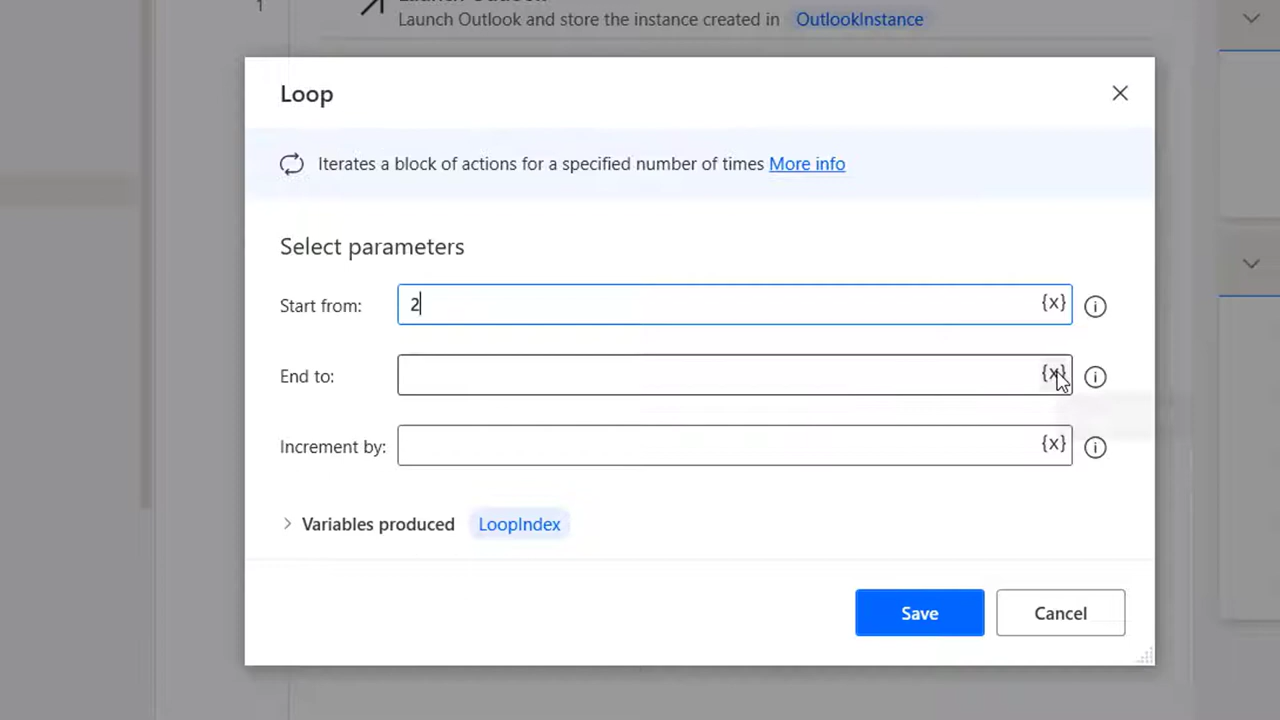 1
Launch Outlook and store the instance created in OutlookInstance
Loop
Iterates a block of actions for a specified number of times More info
Select parameters
Start from: 2 {x}
End to: {x}
Increment by: {x}
Variables produced LoopIndex
Save Cancel